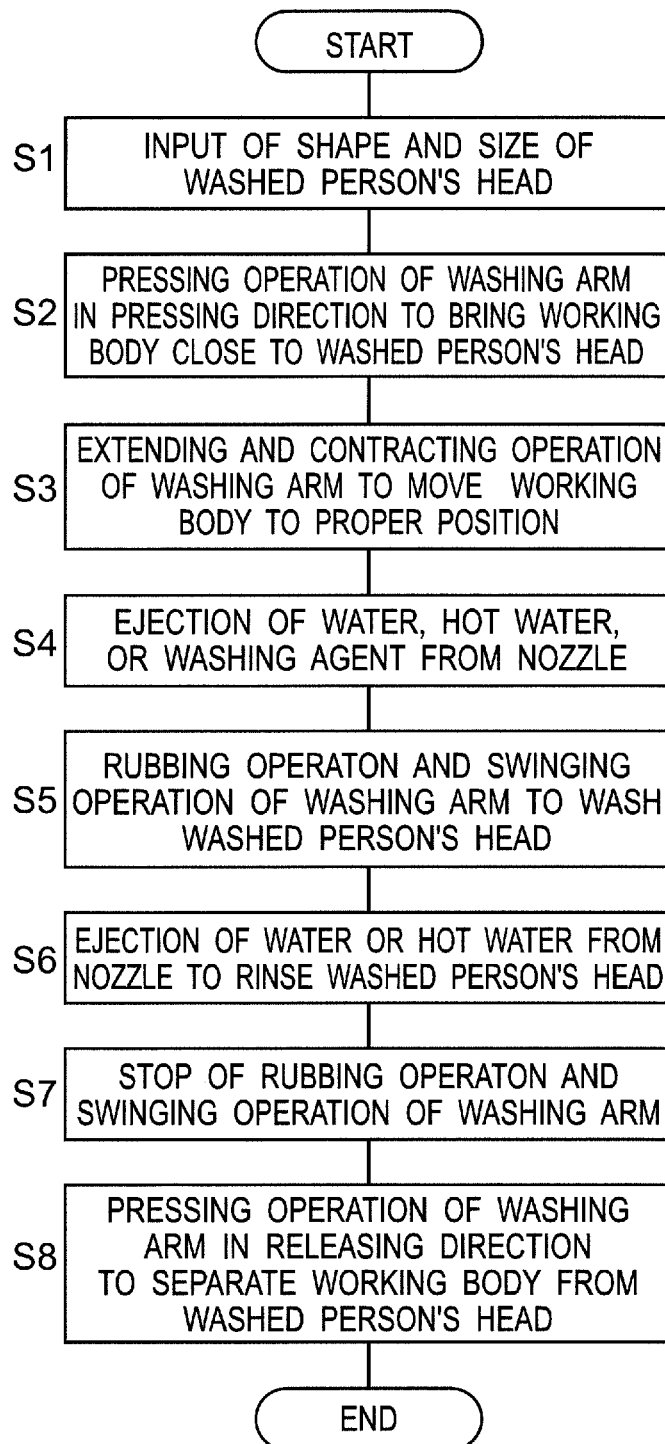 START
S1
INPUT OF SHAPE AND SIZE OF
WASHED PERSON'S HEAD
S2
PRESSING OPERATION OF WASHING ARM
IN PRESSING DIRECTION TO BRING WORKING
BODY CLOSE TO WASHED PERSON'S HEAD
S3
EXTENDING AND CONTRACTING OPERATION
OF WASHING ARM TO MOVE WORKING
BODY TO PROPER POSITION
S4
EJECTION OF WATER, HOT WATER,
OR WASHING AGENT FROM NOZZLE
S5
RUBBING OPERATON AND SWINGING
OPERATION OF WASHING ARM TO WASH
WASHED PERSON'S HEAD
S6
EJECTION OF WATER OR HOT WATER FROM
NOZZLE TO RINSE WASHED PERSON'S HEAD
S7
STOP OF RUBBING OPERATON AND
SWINGING OPERATION OF WASHING ARM
S8
PRESSING OPERATION OF WASHING
ARM IN RELEASING DIRECTION
TO SEPARATE WORKING BODY FROM
WASHED PERSON'S HEAD
END